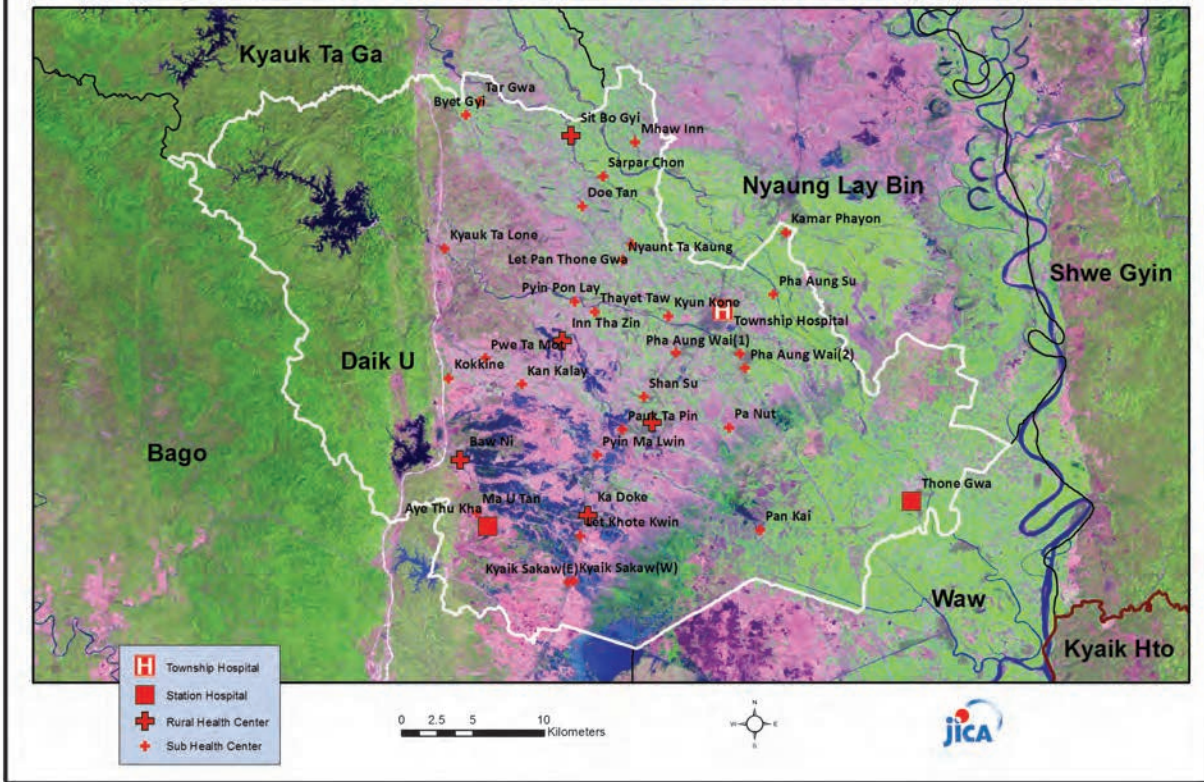 Kyauk Ta Ga
Tar Gwa
Byet Gyi
Sit Bo Gyi
Mhaw Inn
Sarpar Chon
Nyaung Lay Bin
Doe Tan
Kamar Phayon
Kyauk Ta Lone
Nyaunt Ta Kaung
Let Pan Thone Gwa
Shwe Gyin
Pha Aung Su
Pyin Pon Lay
Thayet Taw
Kyun Kone
Inn Tha Zin
H
Township Hospital
Pwe Ta Mot
Pha Aung Wai(1)
Daik U
Kokkine
Pha Aung Wai(2)
Kan Kalay
Shan Su
Pauk Ta Pin
Pa Nut
Baw Ni
Pyin Ma Lwin
Bago
Thone Gwa
Ma U Tan
Ka Doke
Aye Thu Kha
Let Khote Kwin
Pan Kai
Kyaik Sakaw(E)
Kyaik Sakaw(W)
Waw
Kyaik Hto
H Township Hospital
Station Hospital
Rural Health Center
Sub Health Center
0 2.5 5 10
Kilometers
N
W E
S
jICA